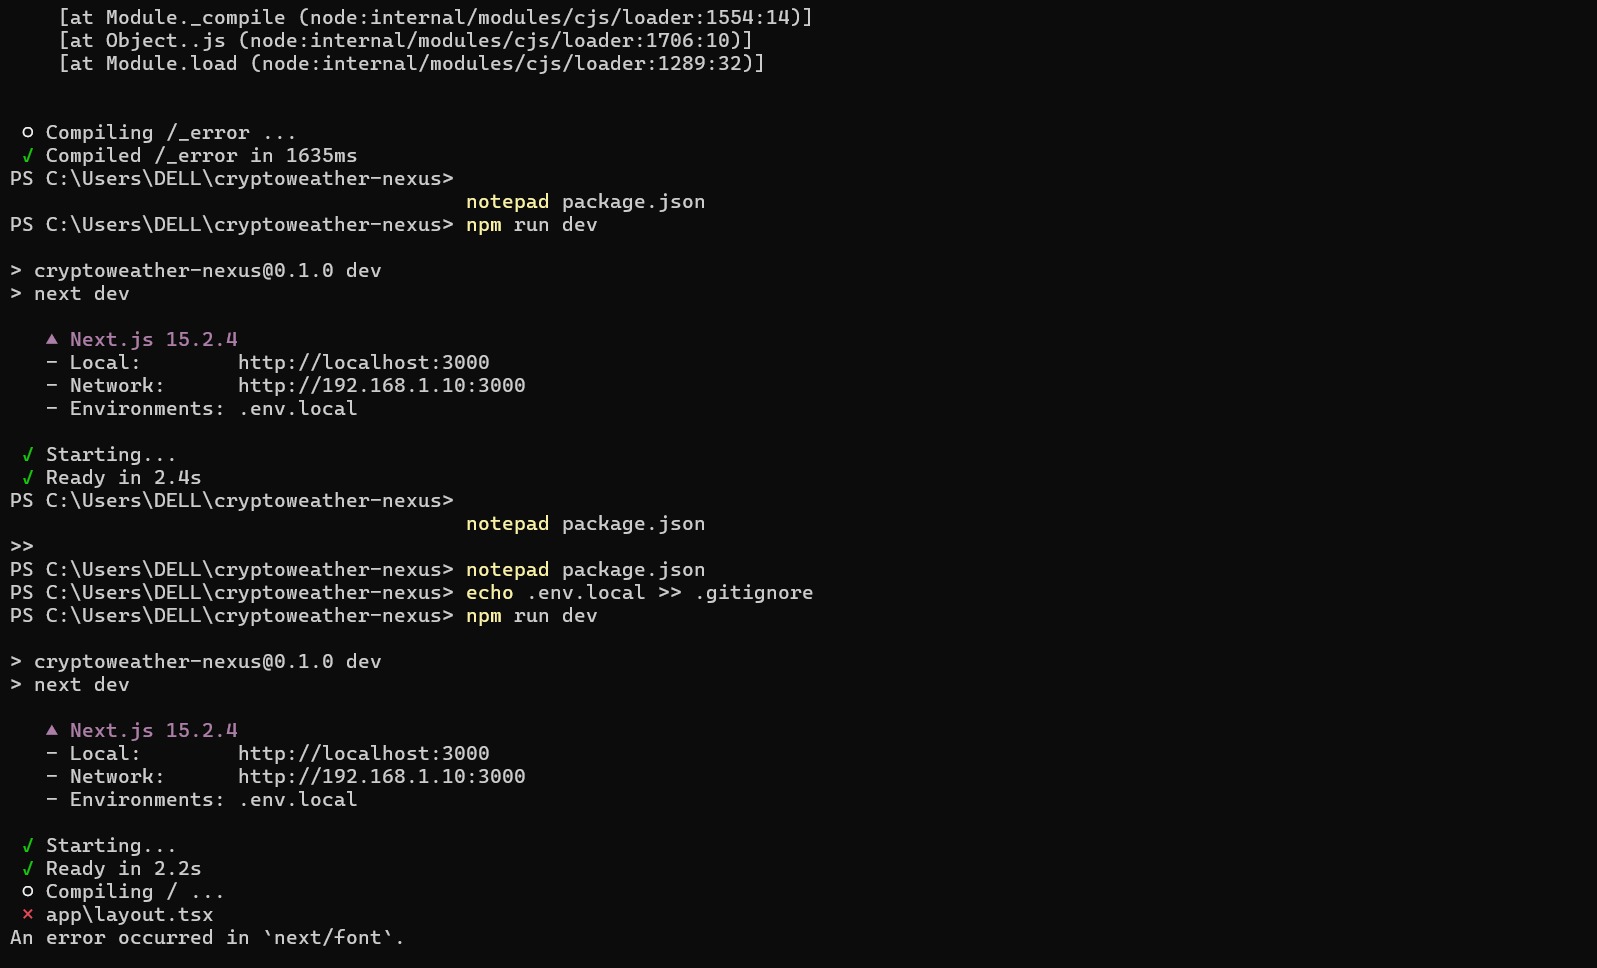 [at Module._compile (node:internal/modules/cjs/loader:1554:14)]
[at Object..js (node:internal/modules/cjs/loader:1706:10)]
[at Module.load (node:internal/modules/cjs/loader:1289:32)]
○ Compiling /_error ...
√ Compiled /_error in 1635ms
PS C:\Users\DELL\cryptoweather-nexus>
notepad package.json
PS C:\Users\DELL\cryptoweather-nexus> npm run dev
> cryptoweather-nexus@0.1.0 dev
> next dev
▲ Next.js 15.2.4
- Local: http://localhost:3000
- Network: http://192.168.1.10:3000
- Environments: .env.local
√ Starting...
√ Ready in 2.4s
PS C:\Users\DELL\cryptoweather-nexus>
notepad package.json
>>
PS C:\Users\DELL\cryptoweather-nexus> notepad package.json
PS C:\Users\DELL\cryptoweather-nexus> echo .env.local >> .gitignore
PS C:\Users\DELL\cryptoweather-nexus> npm run dev
> cryptoweather-nexus@0.1.0 dev
> next dev
▲ Next.js 15.2.4
- Local: http://localhost:3000
- Network: http://192.168.1.10:3000
- Environments: .env.local
√ Starting...
√ Ready in 2.2s
○ Compiling / ...
× app\layout.tsx
An error occurred in `next/font`.